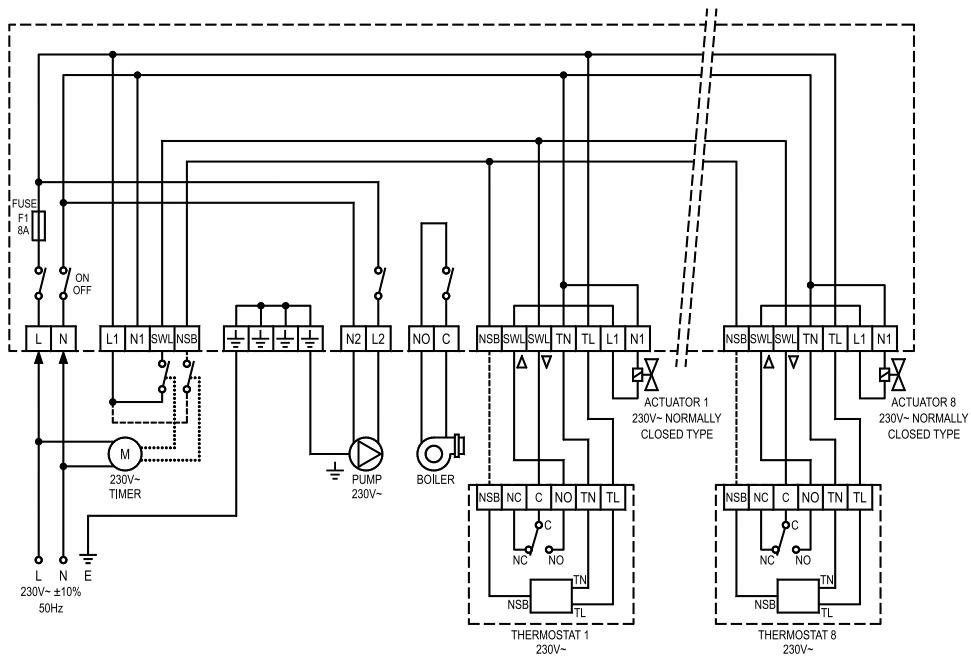 FUSE
F1
8A
ON
OFF
L N L1 N1 SWL NSB N2 L2 NO C NSB SWL SWL TN TL L1 N1 NSB SWL SWL TN TL L1 N1
M
230V~
TIMER
PUMP
230V~
BOILER
ACTUATOR 1
230V~ NORMALLY
CLOSED TYPE
ACTUATOR 8
230V~ NORMALLY
CLOSED TYPE
NSB NC C NO TN TL
C
NC NO
TN
NSB
TL
THERMOSTAT 1
230V~
NSB NC C NO TN TL
C
NC NO
TN
NSB
TL
THERMOSTAT 8
230V~
L N E
230V~ ±10%
50Hz